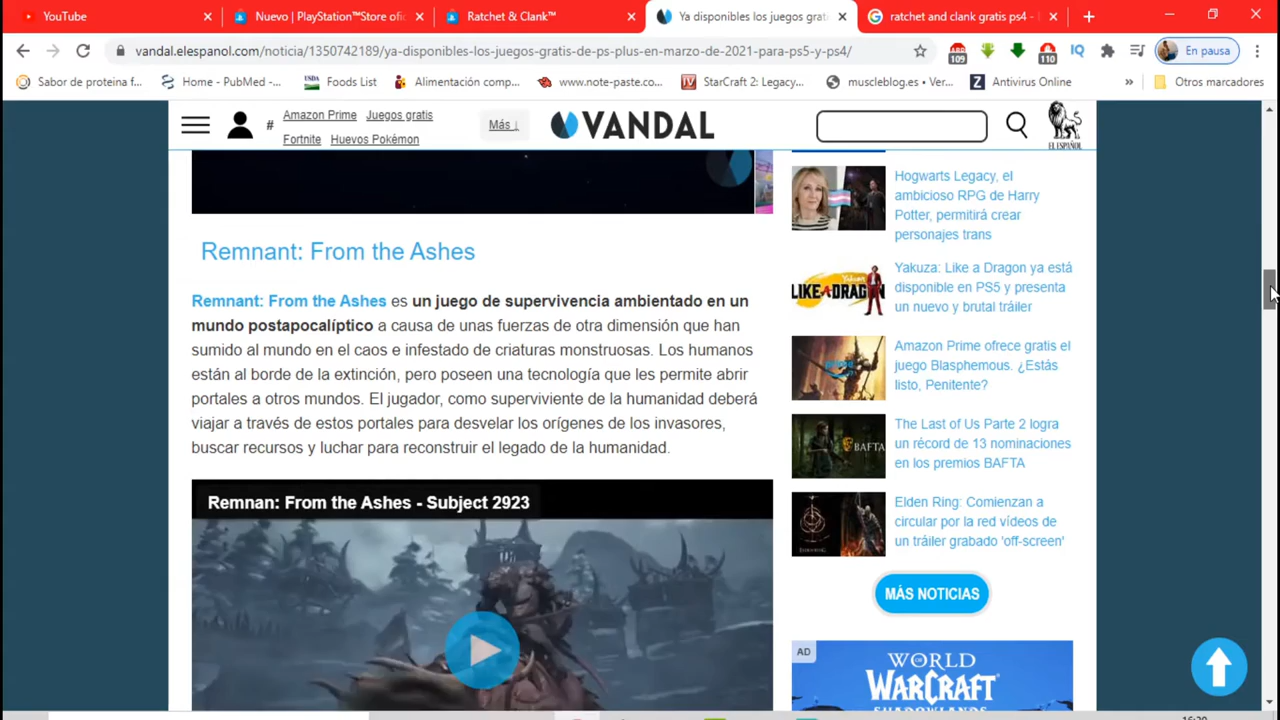 YouTube
Nuevo | PlayStation™Store ofi
Ratchet & Clank™
Ya disponibles los juegos grat
ratchet and clank gratis ps4 -
vandal.elespanol.com/noticia/1350742189/ya-disponibles-los-juegos-gratis-de-ps-plus-en-marzo-de-2021-para-ps5-y-ps4/
ABP 109
110
IQ
En pausa
Sabor de proteina f...
Home - PubMed -...
USDA Foods List
Alimentación comp...
www.note-paste.co...
StarCraft 2: Legacy...
muscleblog.es • Ver...
Antivirus Online
»
Otros marcadores
# Amazon Prime Juegos gratis
Fortnite Huevos Pokémon
Más ↓
VANDAL
EL ESPAÑOL
Remnant: From the Ashes
Remnant: From the Ashes es un juego de supervivencia ambientado en un
mundo postapocalíptico a causa de unas fuerzas de otra dimensión que han
sumido al mundo en el caos e infestado de criaturas monstruosas. Los humanos
están al borde de la extinción, pero poseen una tecnología que les permite abrir
portales a otros mundos. El jugador, como superviviente de la humanidad deberá
viajar a través de estos portales para desvelar los orígenes de los invasores,
buscar recursos y luchar para reconstruir el legado de la humanidad.
Remnan: From the Ashes - Subject 2923
Hogwarts Legacy, el
ambicioso RPG de Harry
Potter, permitirá crear
personajes trans
LIKE A DRAGON
Yakuza: Like a Dragon ya está
disponible en PS5 y presenta
un nuevo y brutal tráiler
Amazon Prime ofrece gratis el
juego Blasphemous. ¿Estás
listo, Penitente?
BAFTA
The Last of Us Parte 2 logra
un récord de 13 nominaciones
en los premios BAFTA
Elden Ring: Comienzan a
circular por la red vídeos de
un tráiler grabado 'off-screen'
MÁS NOTICIAS
AD
WORLD
OF
WARCRAFT
SHADOWLANDS